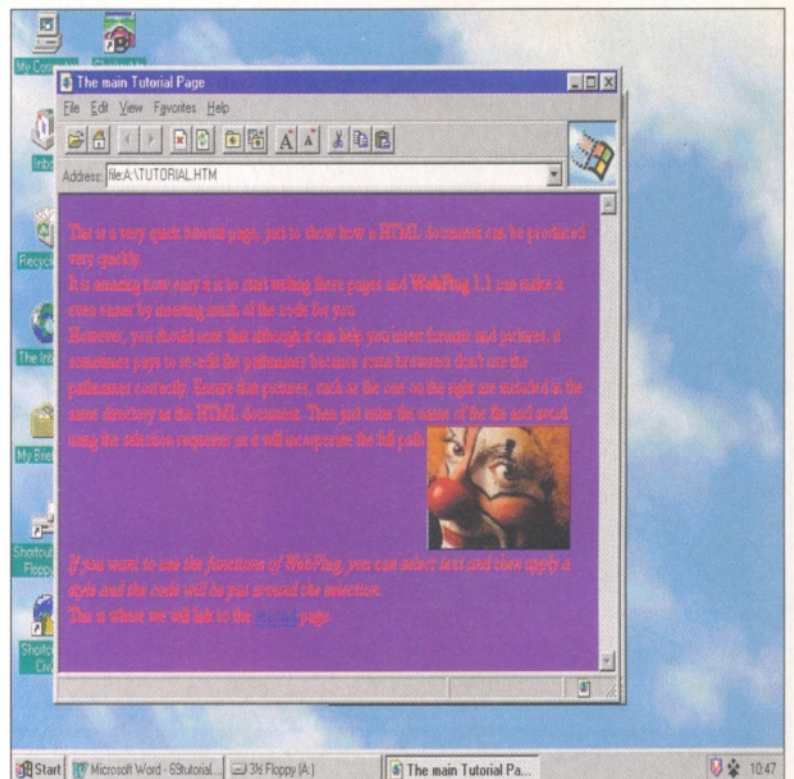 My Computer
The main Tutorial Page
File Edit View Favorites Help
Address: file:A:\TUTORIAL.HTM
This is a very quick tutorial page, just to show how a HTML document can be produced
very quickly.
It is amazing how easy it is to start writing these pages and WebPlug 1.1 can make it
even easier by inserting much of the code for you
However, you should note that although it can help you insert formats and pictures, it
sometimes pays to re-edit the pathnames because some browsers don't use the
pathnames correctly. Ensure that pictures, such as the one on the right are included in the
same directory as the HTML document. Then just enter the name of the file and avoid
using the selection requester as it will incorporate the full path.
If you want to use the functions of WebPlug, you can select text and then apply a
style and the code will be put around the selection.
This is where we will link to the second page
Inbo
Recycl
The Int
My Brief
Shortcut
Floppy
Shortcu
Civ
Start
Microsoft Word - 69tutorial...
3½ Floppy (A:)
The main Tutorial Pa...
10:47